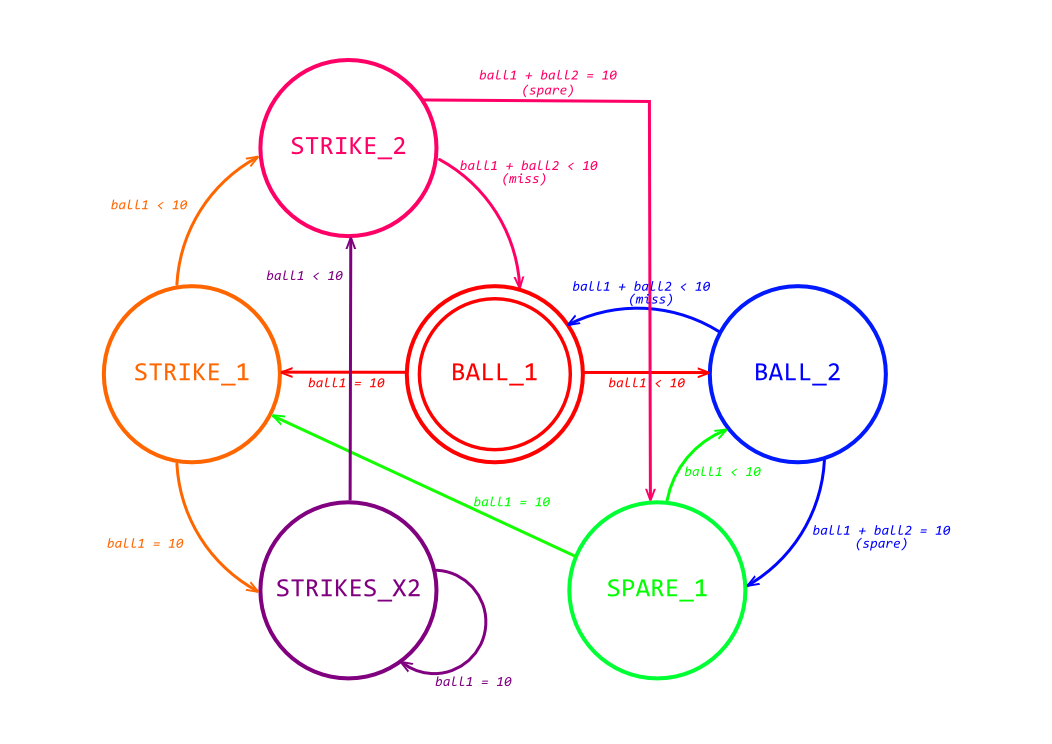 ball1 + ball2 = 10
(spare)
STRIKE_2
ball1 + ball2 < 10
(miss)
ball1 < 10
ball1 < 10
ball1 + ball2 < 10
(miss)
STRIKE_1
BALL_1
BALL_2
ball1 = 10
ball1 < 10
ball1 < 10
ball1 = 10
ball1 + ball2 = 10
(spare)
ball1 = 10
STRIKES_X2
SPARE_1
ball1 = 10